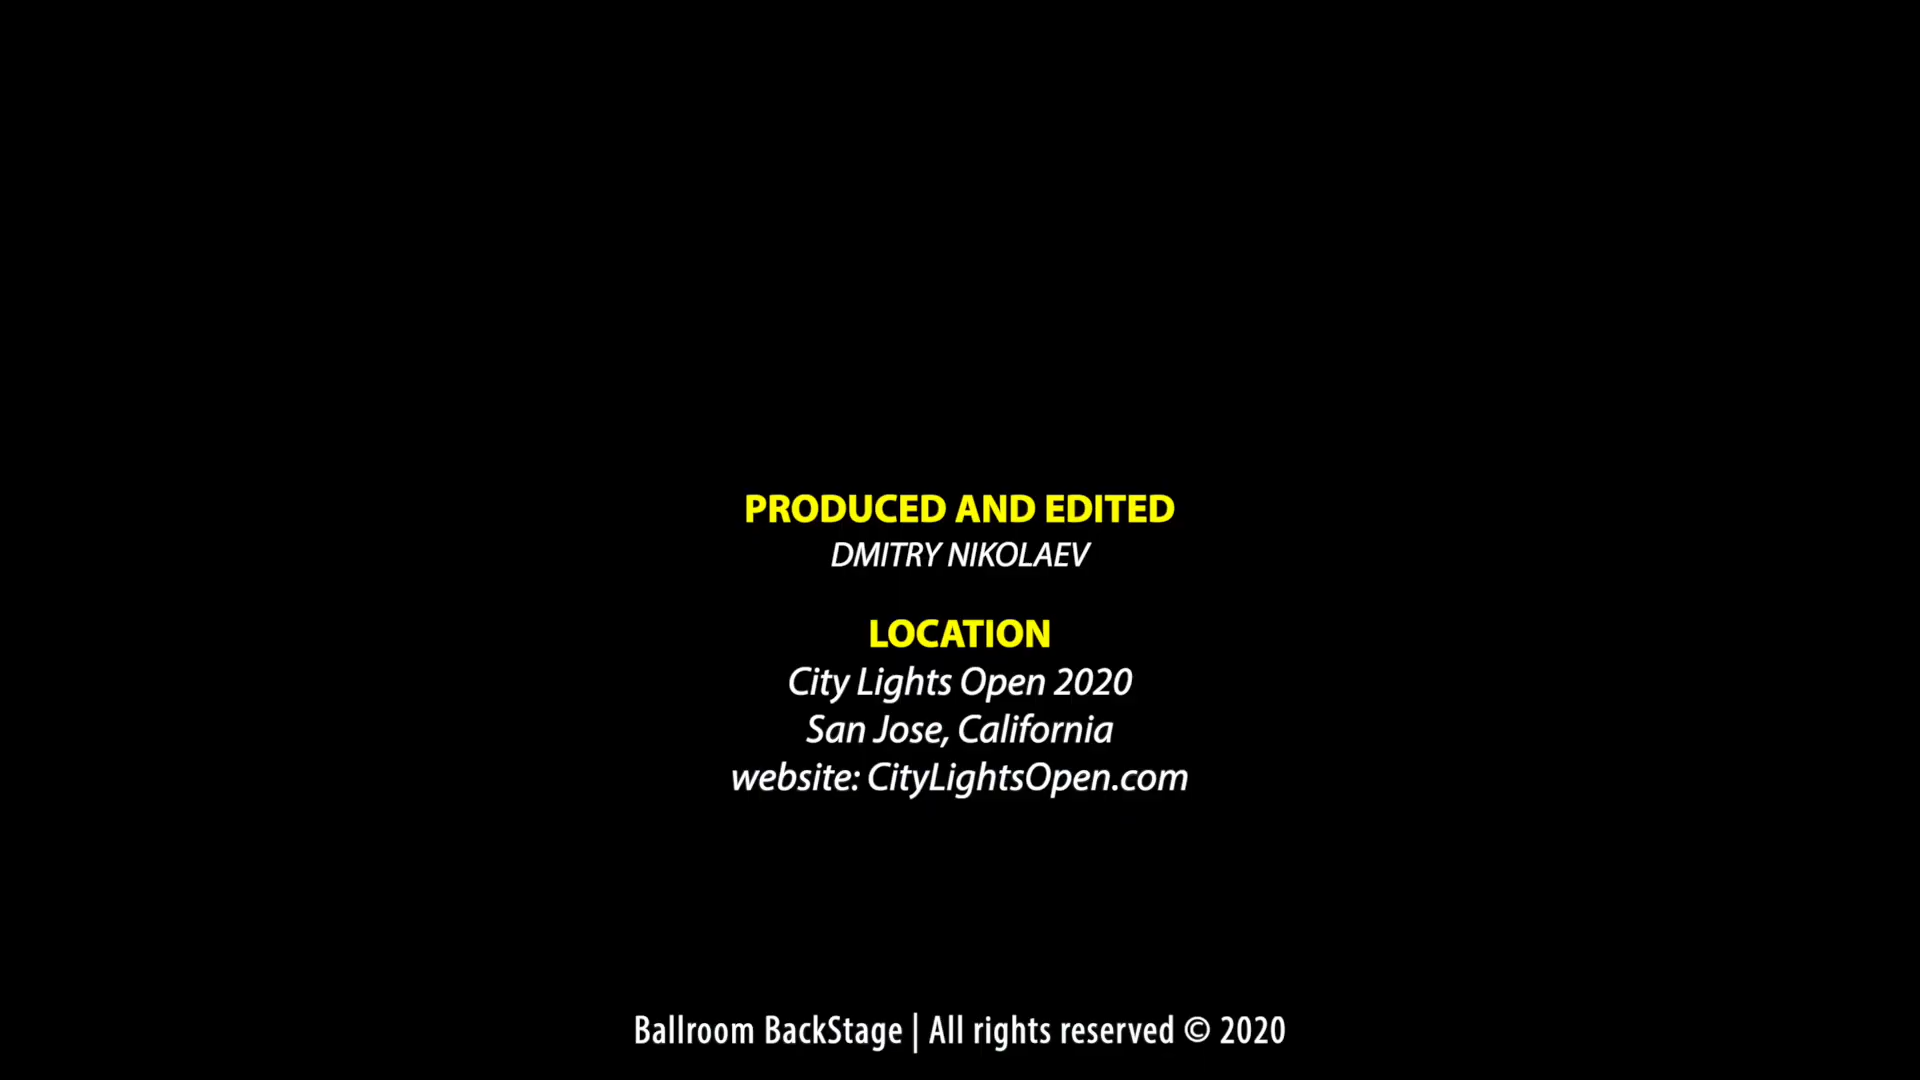 PRODUCED AND EDITED
DMITRY NIKOLAEV
LOCATION
City Lights Open 2020
San Jose, California
website: CityLightsOpen.com
Ballroom BackStage | All rights reserved © 2020